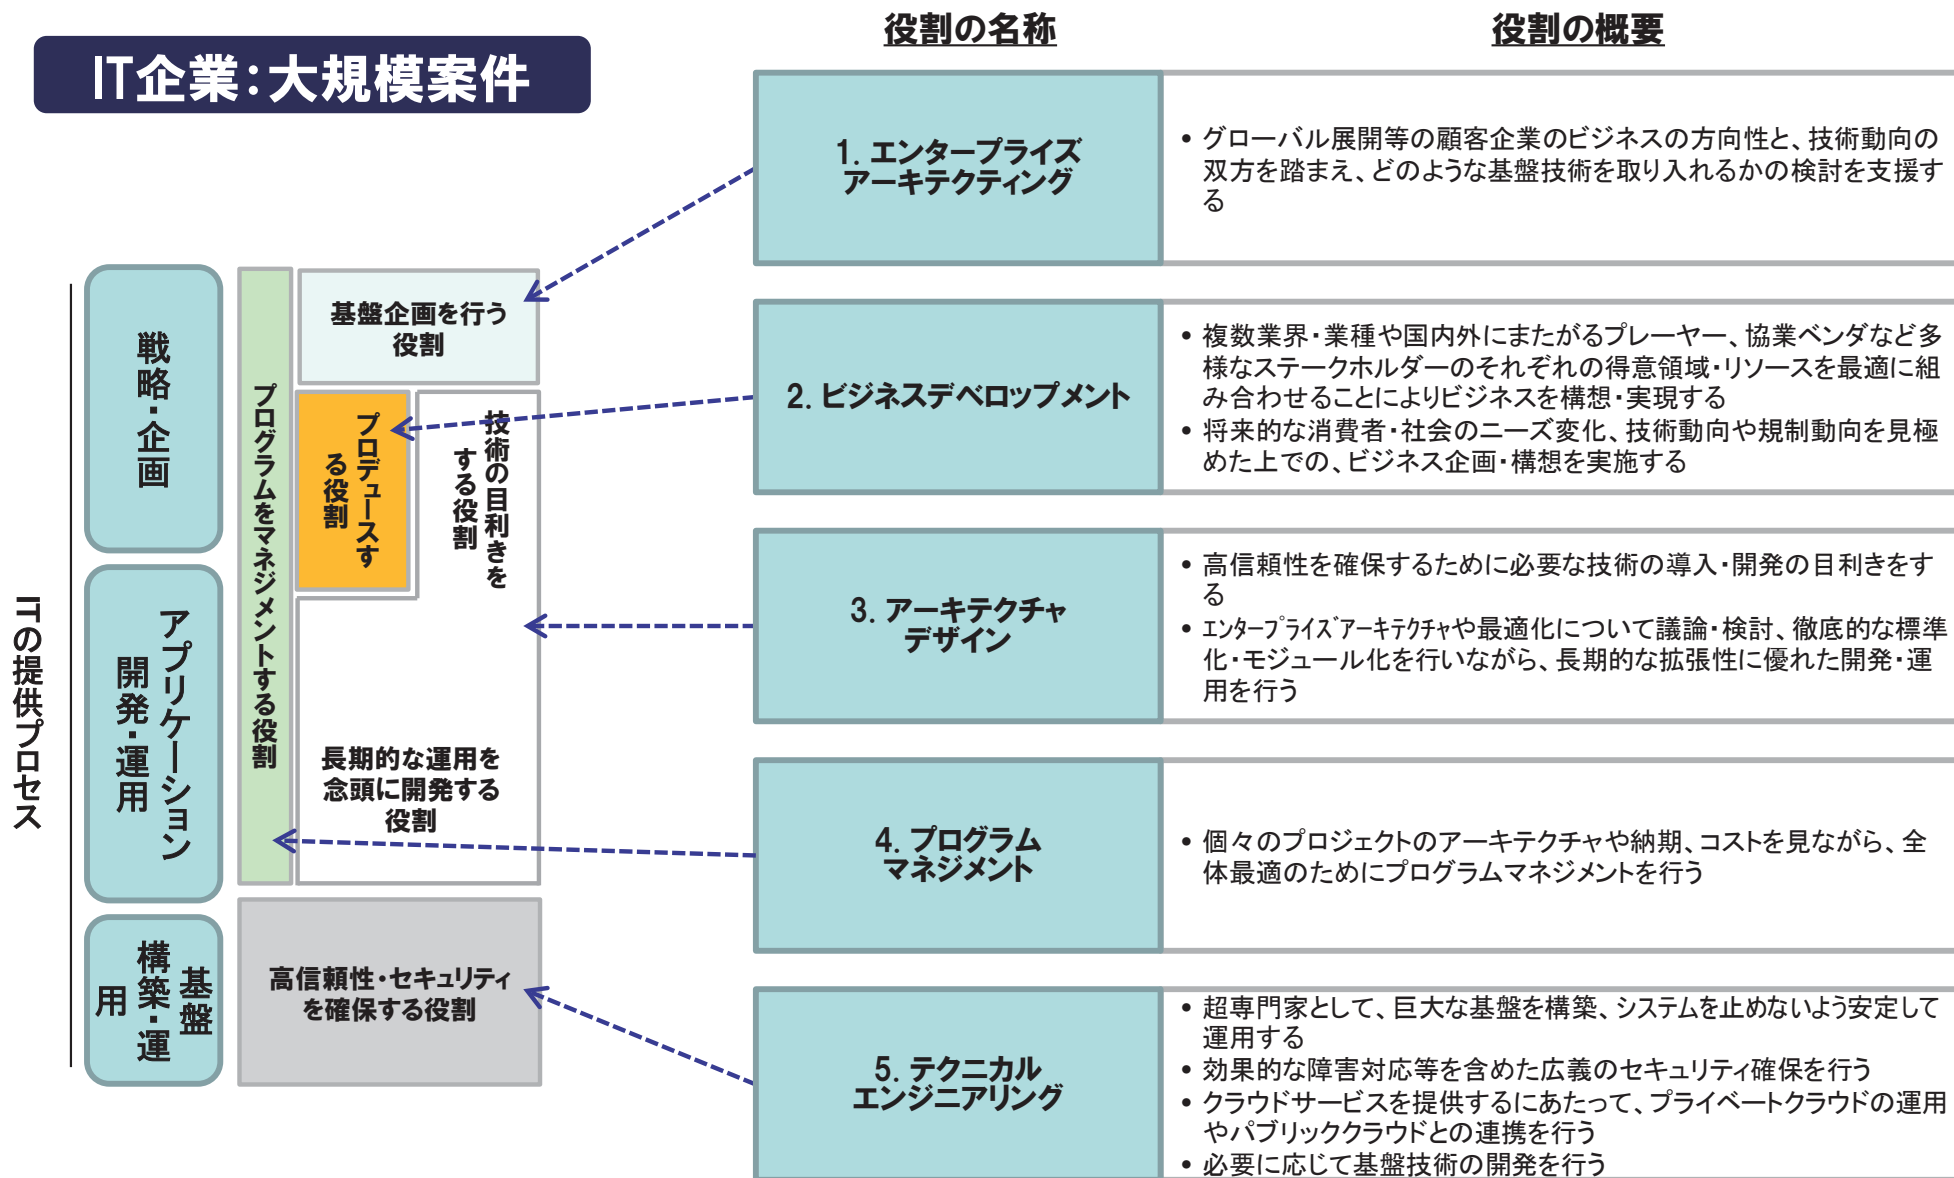 IT企業：大規模案件
役割の名称
役割の概要
ITの提供プロセス
戦略・企画
アプリケーション
開発・運用
基盤
構築・運
用
プログラムをマネジメントする役割
基盤企画を行う
役割
プロデュースす
る役割
技術の目利きを
する役割
長期的な運用を
念頭に開発する
役割
高信頼性・セキュリティ
を確保する役割
1. エンタープライズ
アーキテクティング
• グローバル展開等の顧客企業のビジネスの方向性と、技術動向の
双方を踏まえ、どのような基盤技術を取り入れるかの検討を支援す
る
2. ビジネスデベロップメント
• 複数業界・業種や国内外にまたがるプレーヤー、協業ベンダなど多
様なステークホルダーのそれぞれの得意領域・リソースを最適に組
み合わせることによりビジネスを構想・実現する
• 将来的な消費者・社会のニーズ変化、技術動向や規制動向を見極
めた上での、ビジネス企画・構想を実施する
3. アーキテクチャ
デザイン
• 高信頼性を確保するために必要な技術の導入・開発の目利きをす
る
• ｴﾝﾀｰﾌﾟﾗｲｽﾞｱｰｷﾃｸﾁｬや最適化について議論・検討、徹底的な標準
化・モジュール化を行いながら、長期的な拡張性に優れた開発・運
用を行う
4. プログラム
マネジメント
• 個々のプロジェクトのアーキテクチャや納期、コストを見ながら、全
体最適のためにプログラムマネジメントを行う
5. テクニカル
エンジニアリング
• 超専門家として、巨大な基盤を構築、システムを止めないよう安定して
運用する
• 効果的な障害対応等を含めた広義のセキュリティ確保を行う
• クラウドサービスを提供するにあたって、プライベートクラウドの運用
やパブリッククラウドとの連携を行う
• 必要に応じて基盤技術の開発を行う